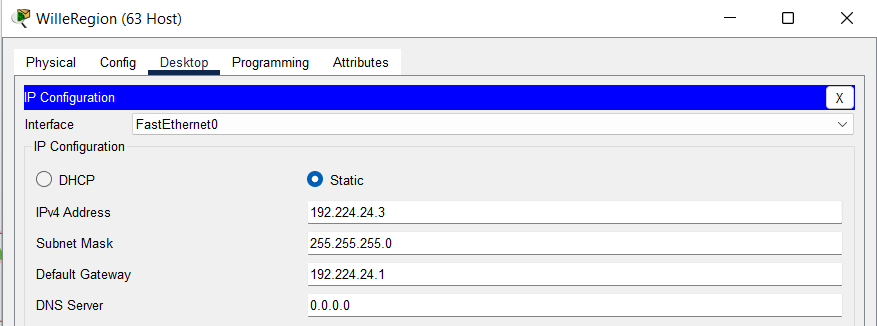 WilleRegion (63 Host)
Physical Config Desktop Programming Attributes
IP Configuration X
Interface FastEthernet0
IP Configuration
DHCP Static
IPv4 Address 192.224.24.3
Subnet Mask 255.255.255.0
Default Gateway 192.224.24.1
DNS Server 0.0.0.0